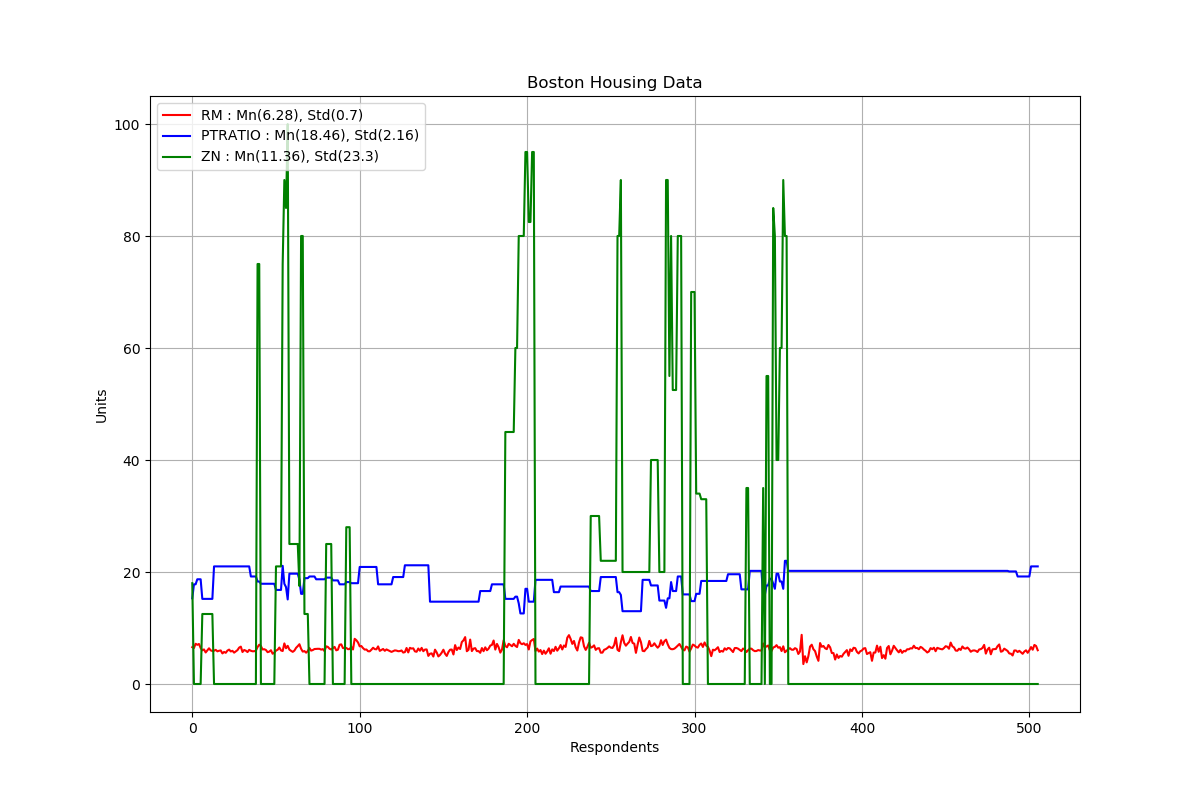 Boston Housing Data
RM : Mn(6.28), Std(0.7)
PTRATIO : Mn(18.46), Std(2.16)
ZN : Mn(11.36), Std(23.3)
100
80
60
40
20
0
Units
0 100 200 300 400 500
Respondents